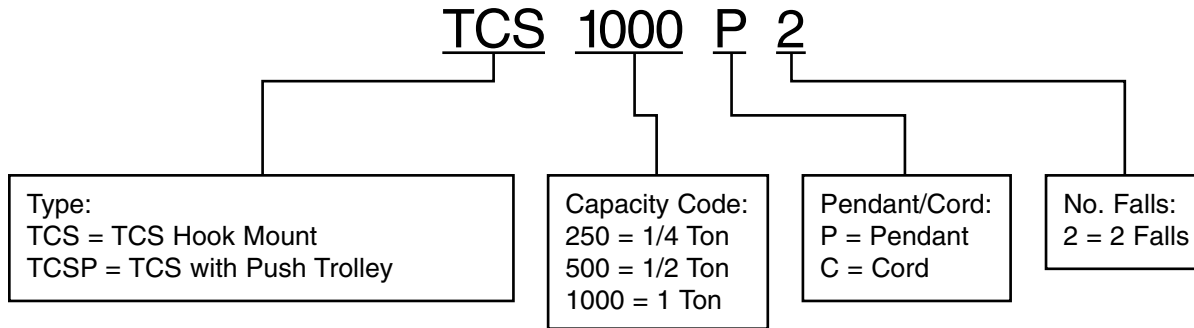 TCS 1000 P 2
Type:
TCS = TCS Hook Mount
TCSP = TCS with Push Trolley
Capacity Code:
250 = 1/4 Ton
500 = 1/2 Ton
1000 = 1 Ton
Pendant/Cord:
P = Pendant
C = Cord
No. Falls:
2 = 2 Falls